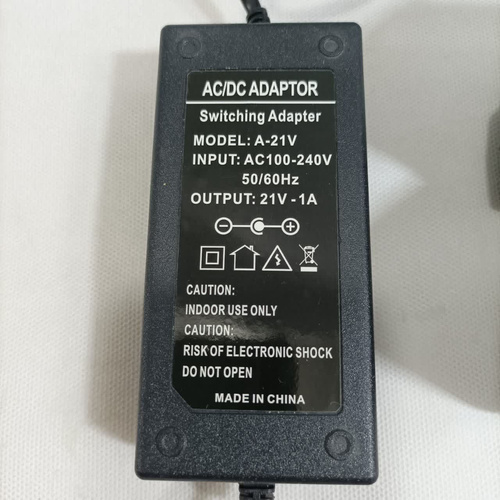 AC/DC ADAPTOR
Switching Adapter
MODEL: A-21V
INPUT: AC100-240V
50/60Hz
OUTPUT: 21V - 1A
CAUTION:
INDOOR USE ONLY
CAUTION:
RISK OF ELECTRONIC SHOCK
DO NOT OPEN
MADE IN CHINA